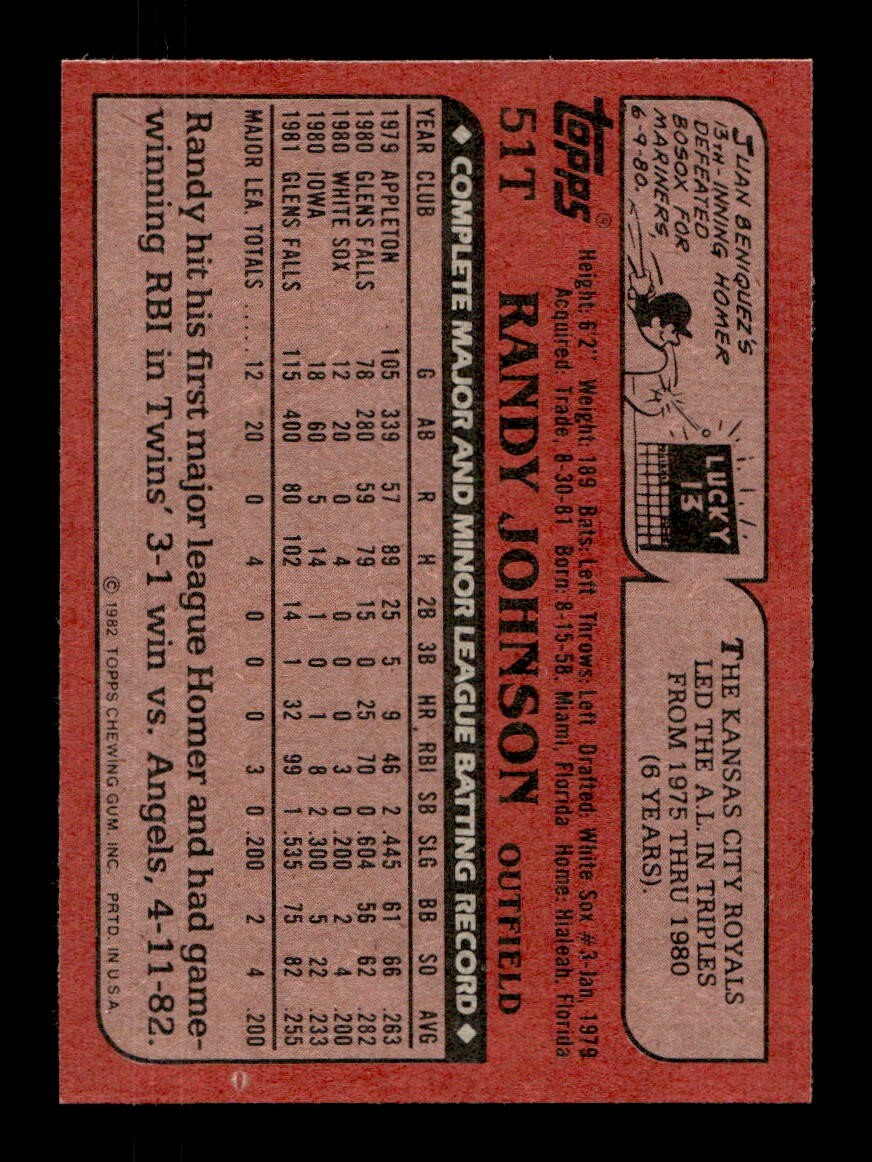 JUAN BENIQUEZ'S
13TH-INNING HOMER
DEFEATED
BOSOX FOR
MARINERS,
6-9-80.
LUCKY
13
THE KANSAS CITY ROYALS
LED THE A.L. IN TRIPLES
FROM 1975 THRU 1980
(6 YEARS).
Topps®
Height: 6'2" Weight: 189 Bats: Left Throws: Left Drafted: White Sox #3-Jan, 1979
Acquired: Trade, 8-30-81 Born: 8-15-58, Miami, Florida Home: Hialeah, Florida
51T RANDY JOHNSON OUTFIELD
◆ COMPLETE MAJOR AND MINOR LEAGUE BATTING RECORD ◆
YEAR CLUB G AB R H 2B 3B HR RBI SB SLG BB SO AVG
1979 APPLETON 105 339 57 89 25 5 9 46 2 .445 61 66 .263
1980 GLENS FALLS 78 280 59 79 15 0 25 70 0 .604 56 62 .282
1980 WHITE SOX 12 20 0 4 0 0 0 3 0 .200 2 4 .200
1980 IOWA 18 60 5 14 1 0 1 8 2 .300 5 22 .233
1981 GLENS FALLS 115 400 80 102 14 1 32 99 1 .535 75 82 .255
MAJOR LEA. TOTALS ...... 12 20 0 4 0 0 0 3 0 .200 2 4 .200
Randy hit his first major league Homer and had game-
winning RBI in Twins' 3-1 win vs. Angels, 4-11-82.
© 1982 TOPPS CHEWING GUM, INC. PRTD. IN U.S.A.